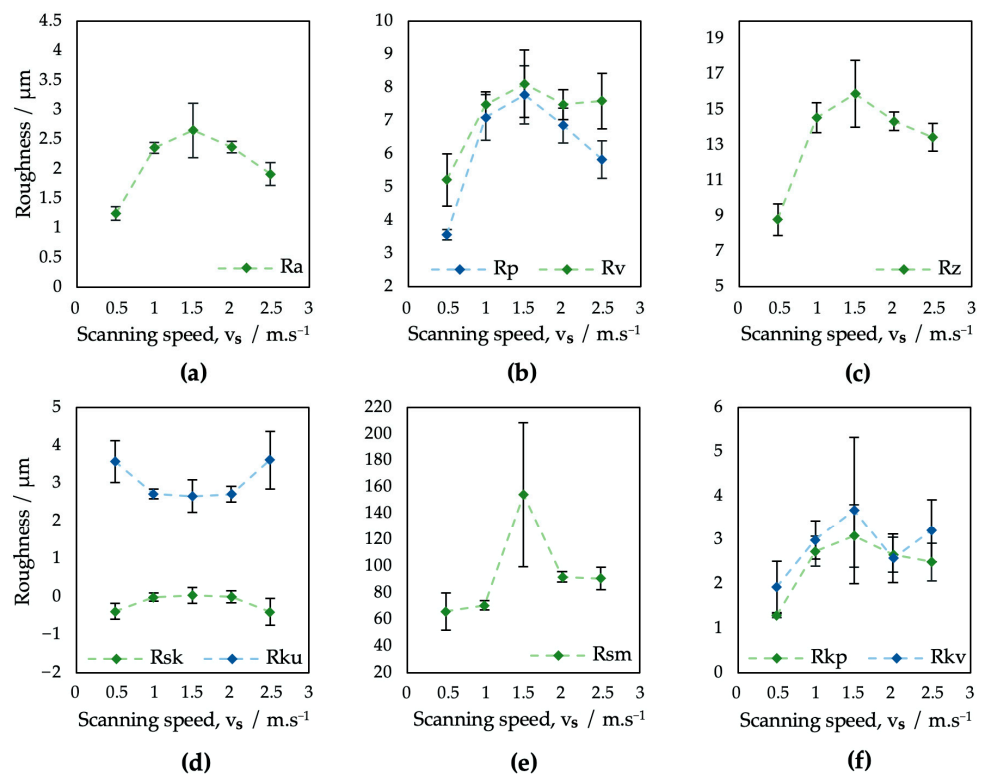 4.5
4
3.5
3
2.5
2
1.5
1
0.5
0
Roughness / μm
Ra
0 0.5 1 1.5 2 2.5 3
Scanning speed, vs / m.s⁻¹
(a)
10
9
8
7
6
5
4
3
2
Rp Rv
0 0.5 1 1.5 2 2.5 3
Scanning speed, vs / m.s⁻¹
(b)
19
17
15
13
11
9
7
5
Rz
0 0.5 1 1.5 2 2.5 3
Scanning speed, vs / m.s⁻¹
(c)
5
4
3
2
1
0
−1
−2
Roughness / μm
Rsk Rku
0 0.5 1 1.5 2 2.5 3
Scanning speed, vs / m.s⁻¹
(d)
220
200
180
160
140
120
100
80
60
40
20
Rsm
0 0.5 1 1.5 2 2.5 3
Scanning speed, vs / m.s⁻¹
(e)
6
5
4
3
2
1
0
Rkp Rkv
0 0.5 1 1.5 2 2.5 3
Scanning speed, vs / m.s⁻¹
(f)